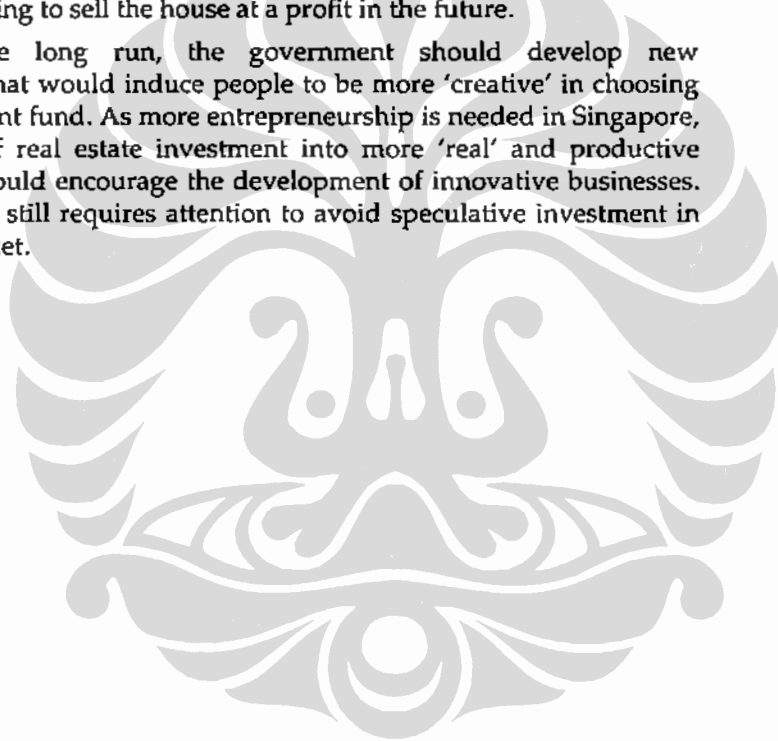 ing to sell the house at a profit in the future.
e long run, the government should develop new
hat would induce people to be more ‘creative’ in choosing
nt fund. As more entrepreneurship is needed in Singapore,
f real estate investment into more ‘real’ and productive
ould encourage the development of innovative businesses.
still requires attention to avoid speculative investment in
et.